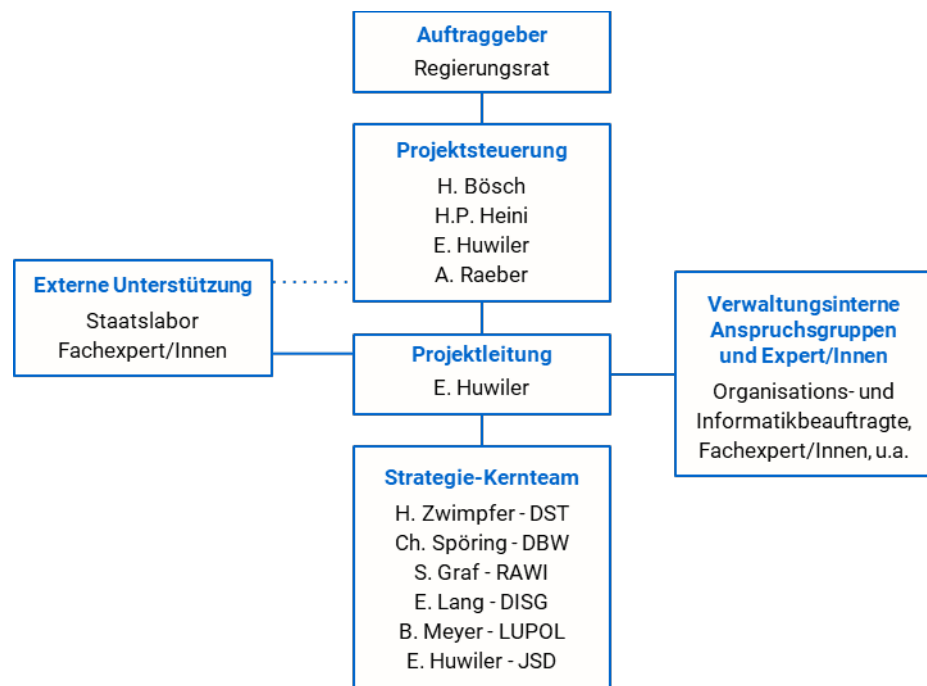 Auftraggeber
Regierungsrat
Projektsteuerung
H. Bösch
H.P. Heini
E. Huwiler
A. Raeber
Externe Unterstützung
Staatslabor
Fachexpert/Innen
Projektleitung
E. Huwiler
Verwaltungsinterne
Anspruchsgruppen
und Expert/Innen
Organisations- und
Informatikbeauftragte,
Fachexpert/Innen, u.a.
Strategie-Kernteam
H. Zwimpfer - DST
Ch. Spöring - DBW
S. Graf - RAWI
E. Lang - DISG
B. Meyer - LUPOL
E. Huwiler - JSD